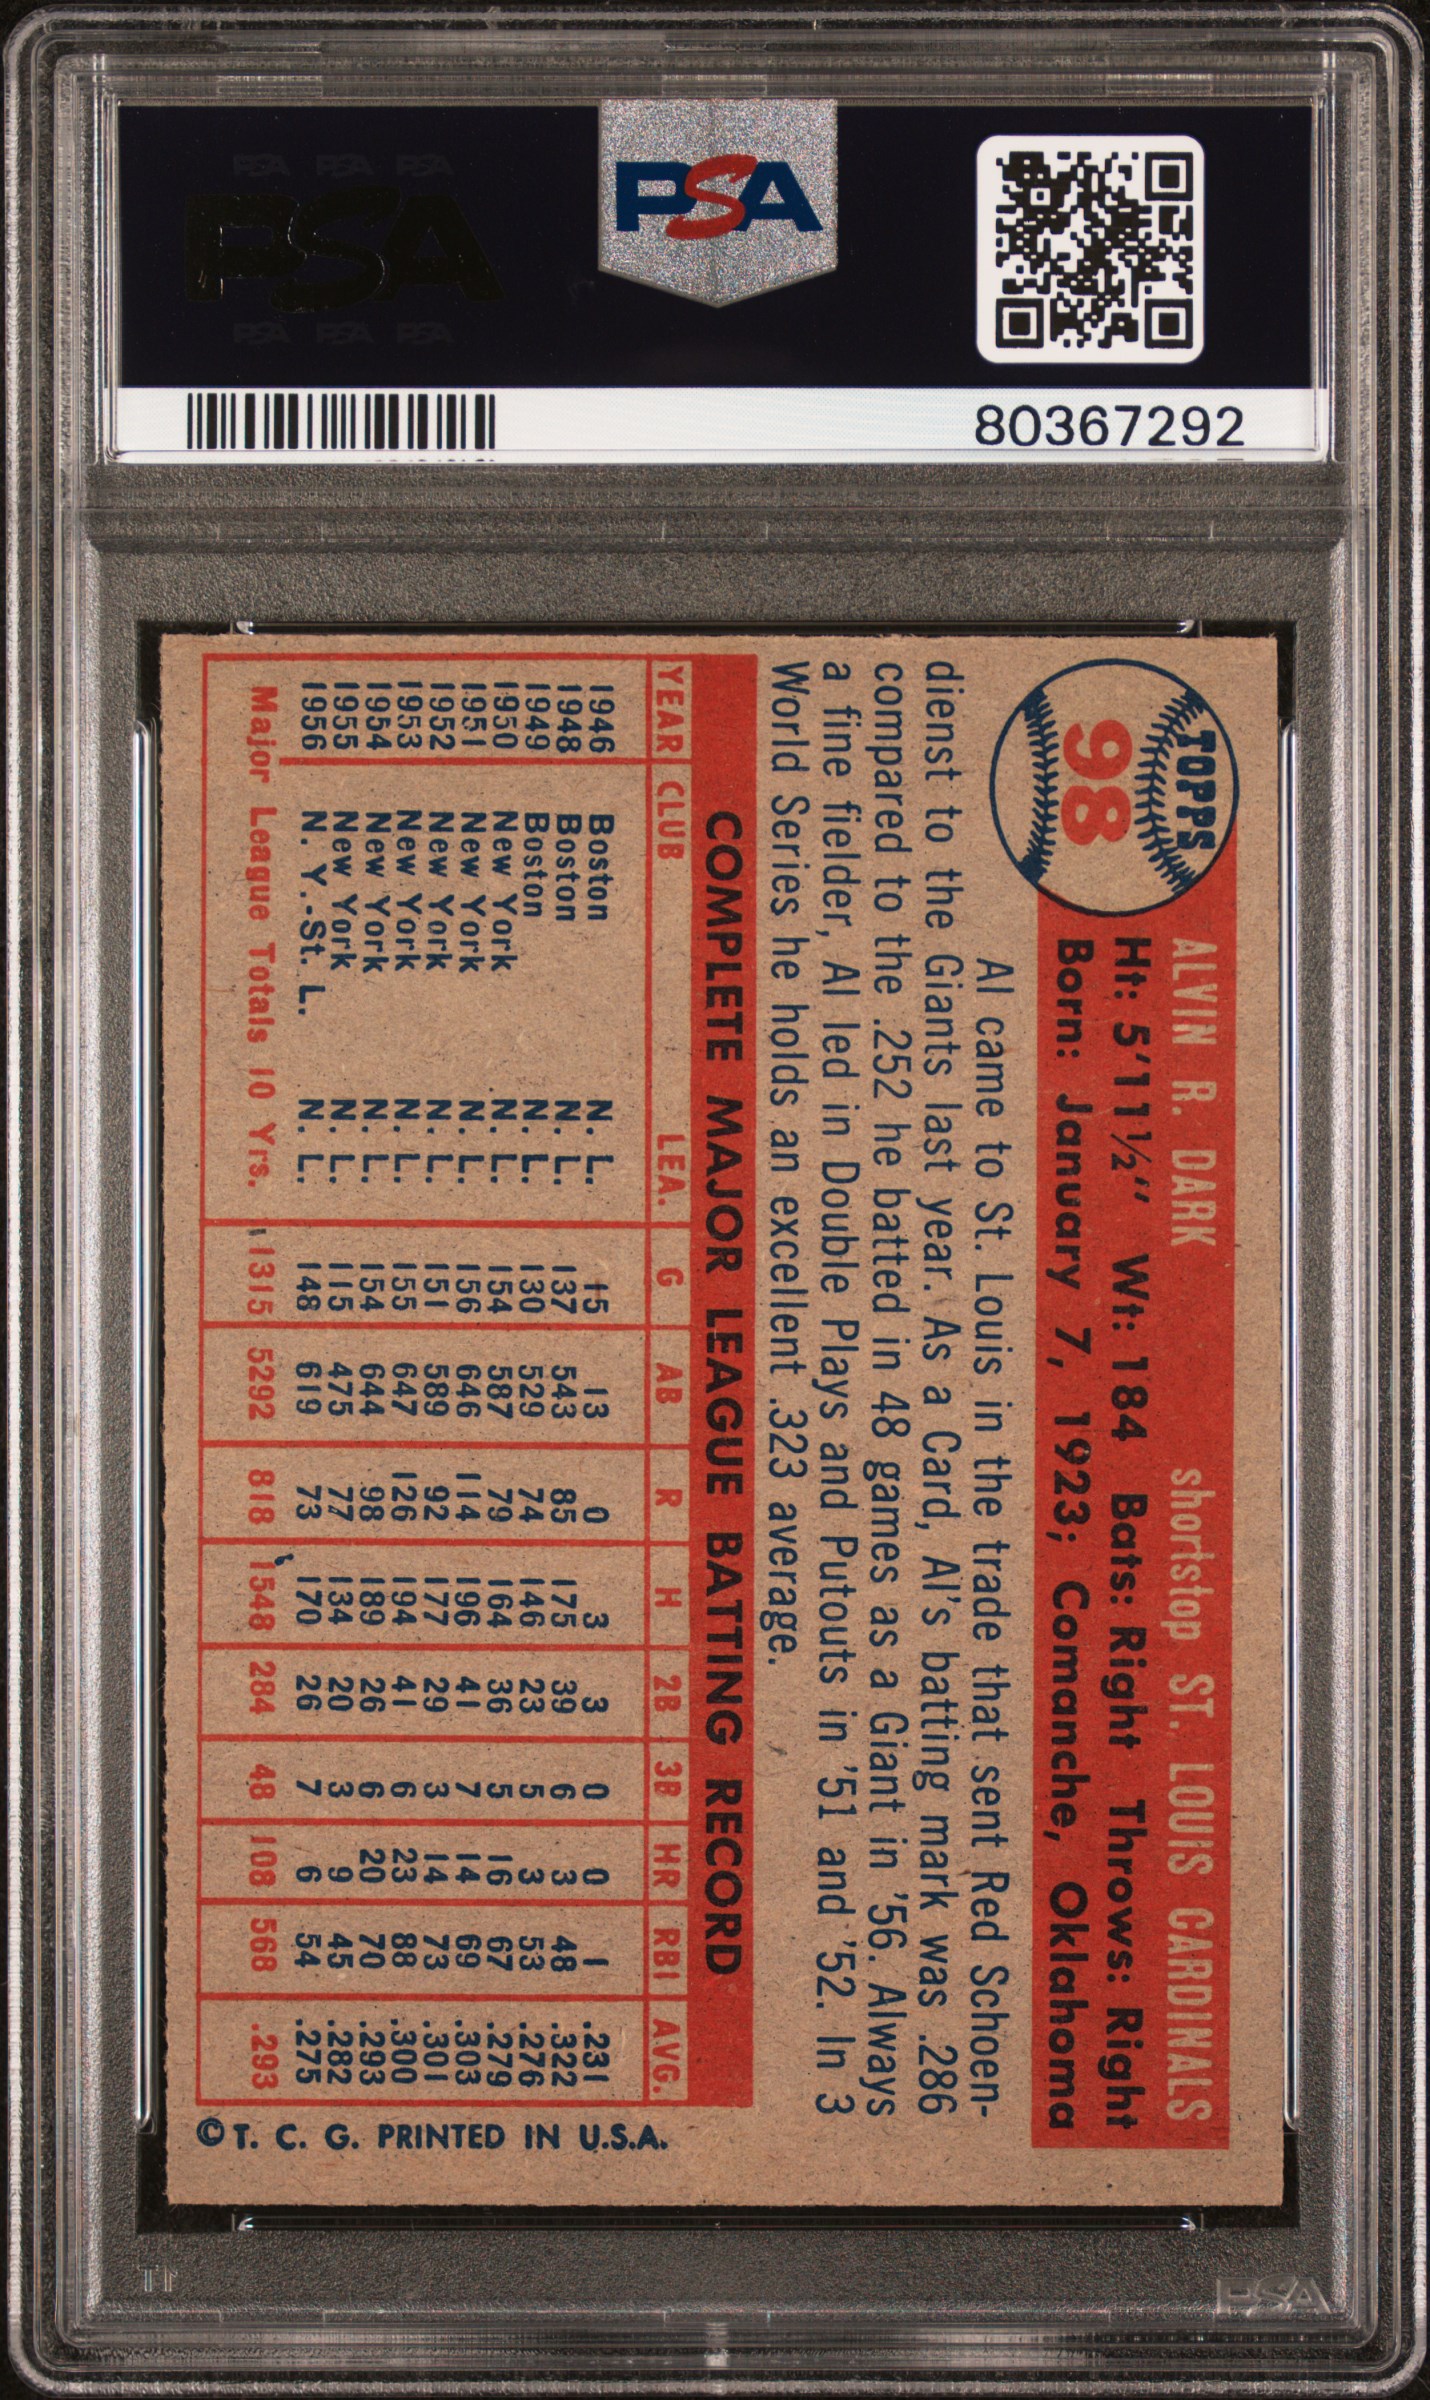 PSA PSA PSA
PSA
PSA PSA PSA
PSA
80367292
TOPPS
98
ALVIN R. DARK shortstop ST. LOUIS CARDINALS
Ht: 5'11½" Wt: 184 Bats: Right Throws: Right
Born: January 7, 1923; Comanche, Oklahoma
Al came to St. Louis in the trade that sent Red Schoen-
dienst to the Giants last year. As a Card, Al's batting mark was .286
compared to the .252 he batted in 48 games as a Giant in '56. Always
a fine fielder, Al led in Double Plays and Putouts in '51 and '52. In 3
World Series he holds an excellent .323 average.
COMPLETE MAJOR LEAGUE BATTING RECORD
YEAR CLUB LEA. G AB R H 2B 3B HR RBI AVG.
1946 Boston N. L. 15 13 0 3 3 0 0 1 .231
1948 Boston N. L. 137 543 85 175 39 6 3 48 .322
1949 Boston N. L. 130 529 74 146 23 5 3 53 .276
1950 New York N. L. 154 587 79 164 36 5 16 67 .279
1951 New York N. L. 156 646 114 196 41 7 14 69 .303
1952 New York N. L. 151 589 92 177 29 3 14 73 .301
1953 New York N. L. 155 647 126 194 41 6 23 88 .300
1954 New York N. L. 154 644 98 189 26 6 20 70 .293
1955 New York N. L. 115 475 77 134 20 3 9 45 .282
1956 N. Y.-St. L. N. L. 148 619 73 170 26 7 6 54 .275
Major League Totals 10 Yrs. 1315 5292 818 1548 284 48 108 568 .293
© T. C. G. PRINTED IN U.S.A.
PSA